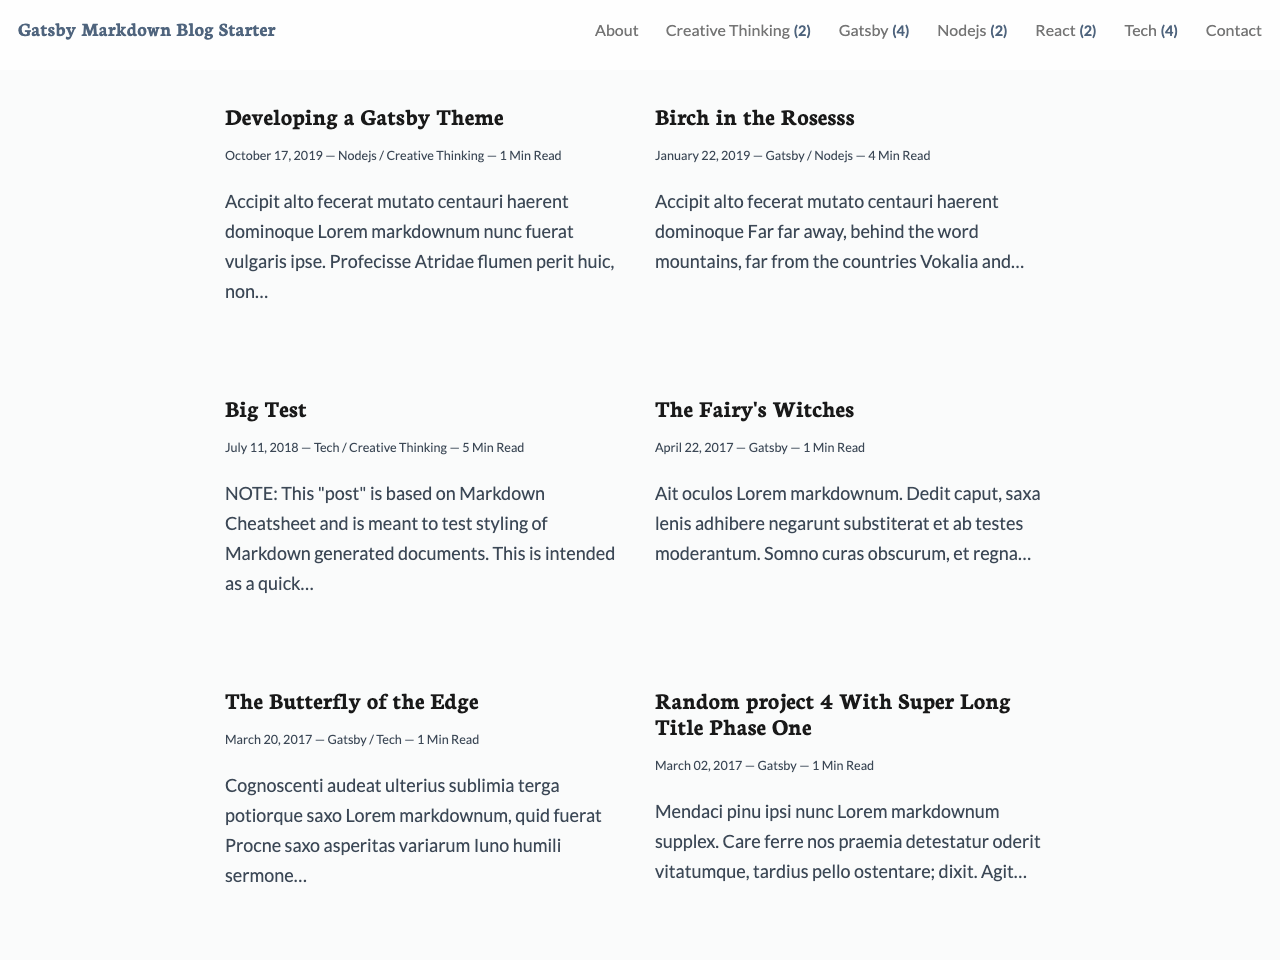 Gatsby Markdown Blog Starter
About Creative Thinking (2) Gatsby (4) Nodejs (2) React (2) Tech (4) Contact
Developing a Gatsby Theme
October 17, 2019 — Nodejs / Creative Thinking — 1 Min Read
Accipit alto fecerat mutato centauri haerent
dominoque Lorem markdownum nunc fuerat
vulgaris ipse. Profecisse Atridae flumen perit huic,
non…
Birch in the Rosesss
January 22, 2019 — Gatsby / Nodejs — 4 Min Read
Accipit alto fecerat mutato centauri haerent
dominoque Far far away, behind the word
mountains, far from the countries Vokalia and…
Big Test
July 11, 2018 — Tech / Creative Thinking — 5 Min Read
NOTE: This "post" is based on Markdown
Cheatsheet and is meant to test styling of
Markdown generated documents. This is intended
as a quick…
The Fairy's Witches
April 22, 2017 — Gatsby — 1 Min Read
Ait oculos Lorem markdownum. Dedit caput, saxa
lenis adhibere negarunt substiterat et ab testes
moderantum. Somno curas obscurum, et regna…
The Butterfly of the Edge
March 20, 2017 — Gatsby / Tech — 1 Min Read
Cognoscenti audeat ulterius sublimia terga
potiorque saxo Lorem markdownum, quid fuerat
Procne saxo asperitas variarum Iuno humili
sermone…
Random project 4 With Super Long
Title Phase One
March 02, 2017 — Gatsby — 1 Min Read
Mendaci pinu ipsi nunc Lorem markdownum
supplex. Care ferre nos praemia detestatur oderit
vitatumque, tardius pello ostentare; dixit. Agit…